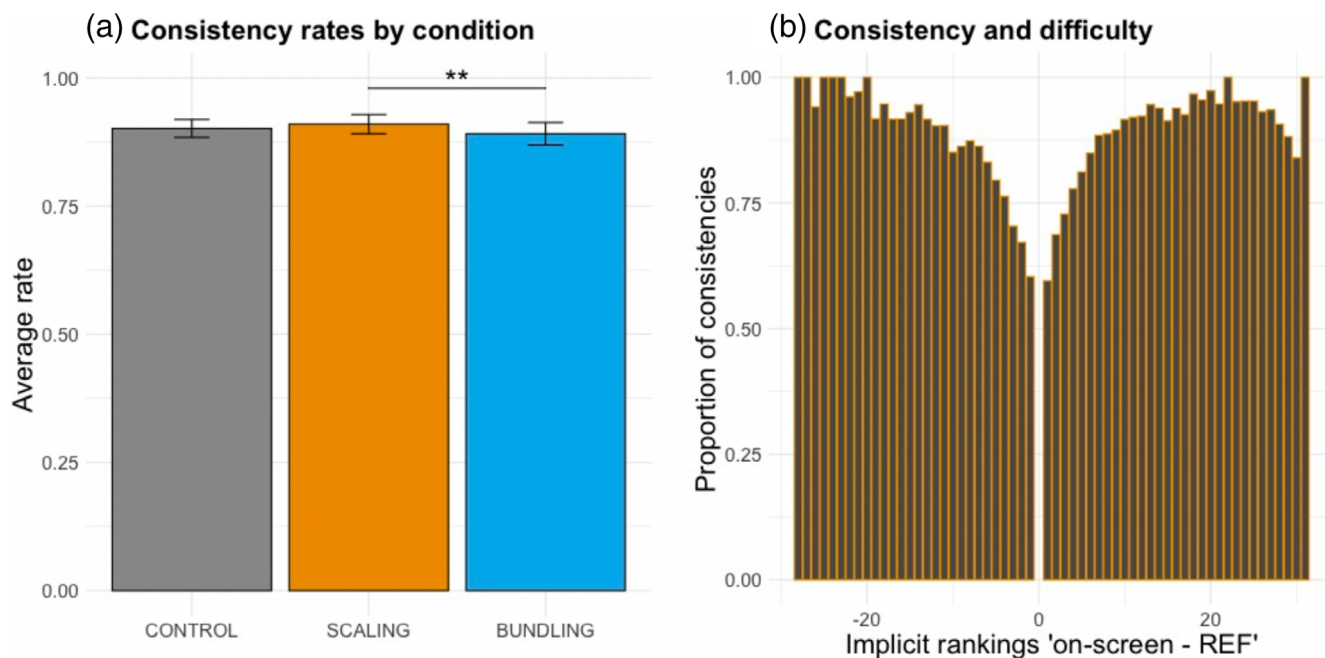 (a) Consistency rates by condition
**
1.00
0.75
0.50
0.25
0.00
Average rate
CONTROL SCALING BUNDLING
(b) Consistency and difficulty
1.00
0.75
0.50
0.25
0.00
Proportion of consistencies
-20 0 20
Implicit rankings 'on-screen - REF'